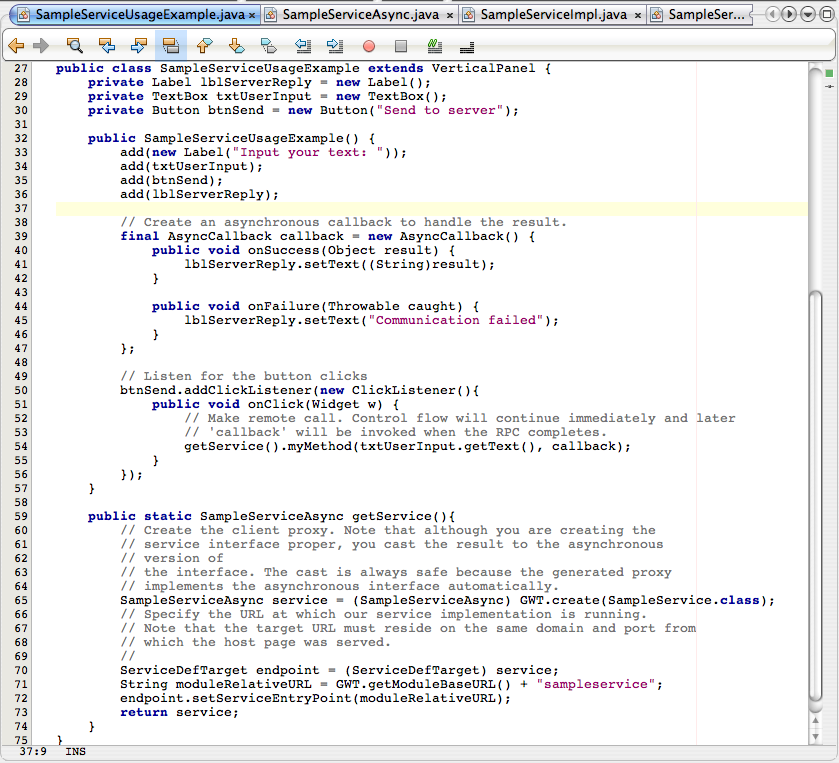 SampleServiceUsageExample.java × SampleServiceAsync.java × SampleServiceImpl.java × SampleSer...
27 public class SampleServiceUsageExample extends VerticalPanel {
28 private Label lblServerReply = new Label();
29 private TextBox txtUserInput = new TextBox();
30 private Button btnSend = new Button("Send to server");
31
32 public SampleServiceUsageExample() {
33 add(new Label("Input your text: "));
34 add(txtUserInput);
35 add(btnSend);
36 add(lblServerReply);
37
38 // Create an asynchronous callback to handle the result.
39 final AsyncCallback callback = new AsyncCallback() {
40 public void onSuccess(Object result) {
41 lblServerReply.setText((String)result);
42 }
43
44 public void onFailure(Throwable caught) {
45 lblServerReply.setText("Communication failed");
46 }
47 };
48
49 // Listen for the button clicks
50 btnSend.addClickListener(new ClickListener(){
51 public void onClick(Widget w) {
52 // Make remote call. Control flow will continue immediately and later
53 // 'callback' will be invoked when the RPC completes.
54 getService().myMethod(txtUserInput.getText(), callback);
55 }
56 });
57 }
58
59 public static SampleServiceAsync getService(){
60 // Create the client proxy. Note that although you are creating the
61 // service interface proper, you cast the result to the asynchronous
62 // version of
63 // the interface. The cast is always safe because the generated proxy
64 // implements the asynchronous interface automatically.
65 SampleServiceAsync service = (SampleServiceAsync) GWT.create(SampleService.class);
66 // Specify the URL at which our service implementation is running.
67 // Note that the target URL must reside on the same domain and port from
68 // which the host page was served.
69 //
70 ServiceDefTarget endpoint = (ServiceDefTarget) service;
71 String moduleRelativeURL = GWT.getModuleBaseURL() + "sampleservice";
72 endpoint.setServiceEntryPoint(moduleRelativeURL);
73 return service;
74 }
75 }
37:9 INS